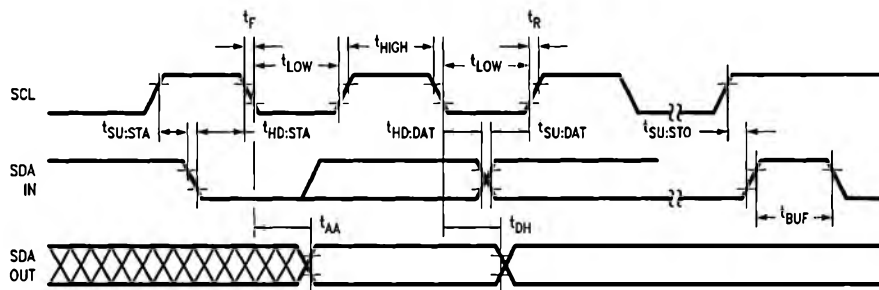 tF tR
tLOW tHIGH tLOW
SCL
tSU:STA tHD:STA tHD:DAT tSU:DAT tSU:STO
SDA
IN
tBUF
tAA tDH
SDA
OUT